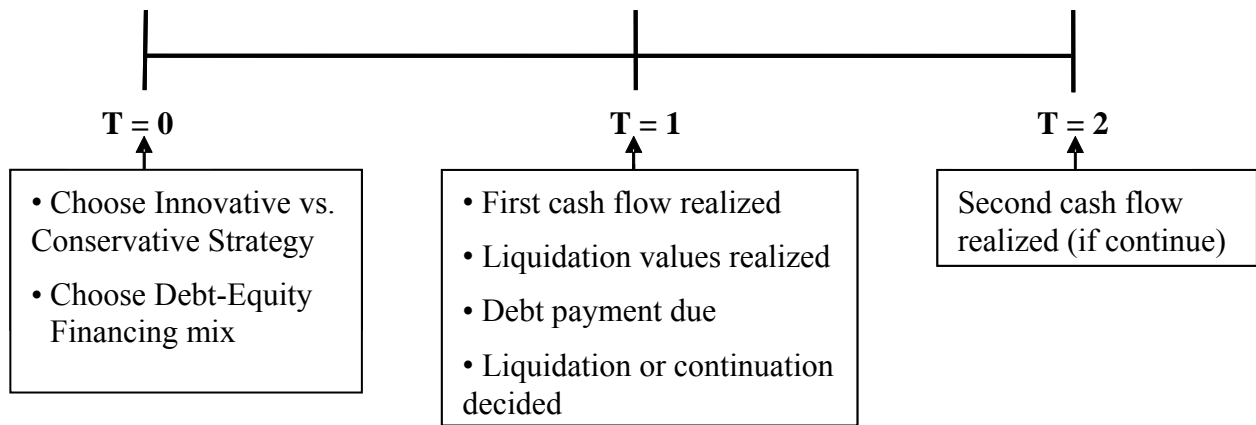 T = 0
T = 1
T = 2
• Choose Innovative vs.
Conservative Strategy
• Choose Debt-Equity
Financing mix
• First cash flow realized
• Liquidation values realized
• Debt payment due
• Liquidation or continuation
decided
Second cash flow
realized (if continue)